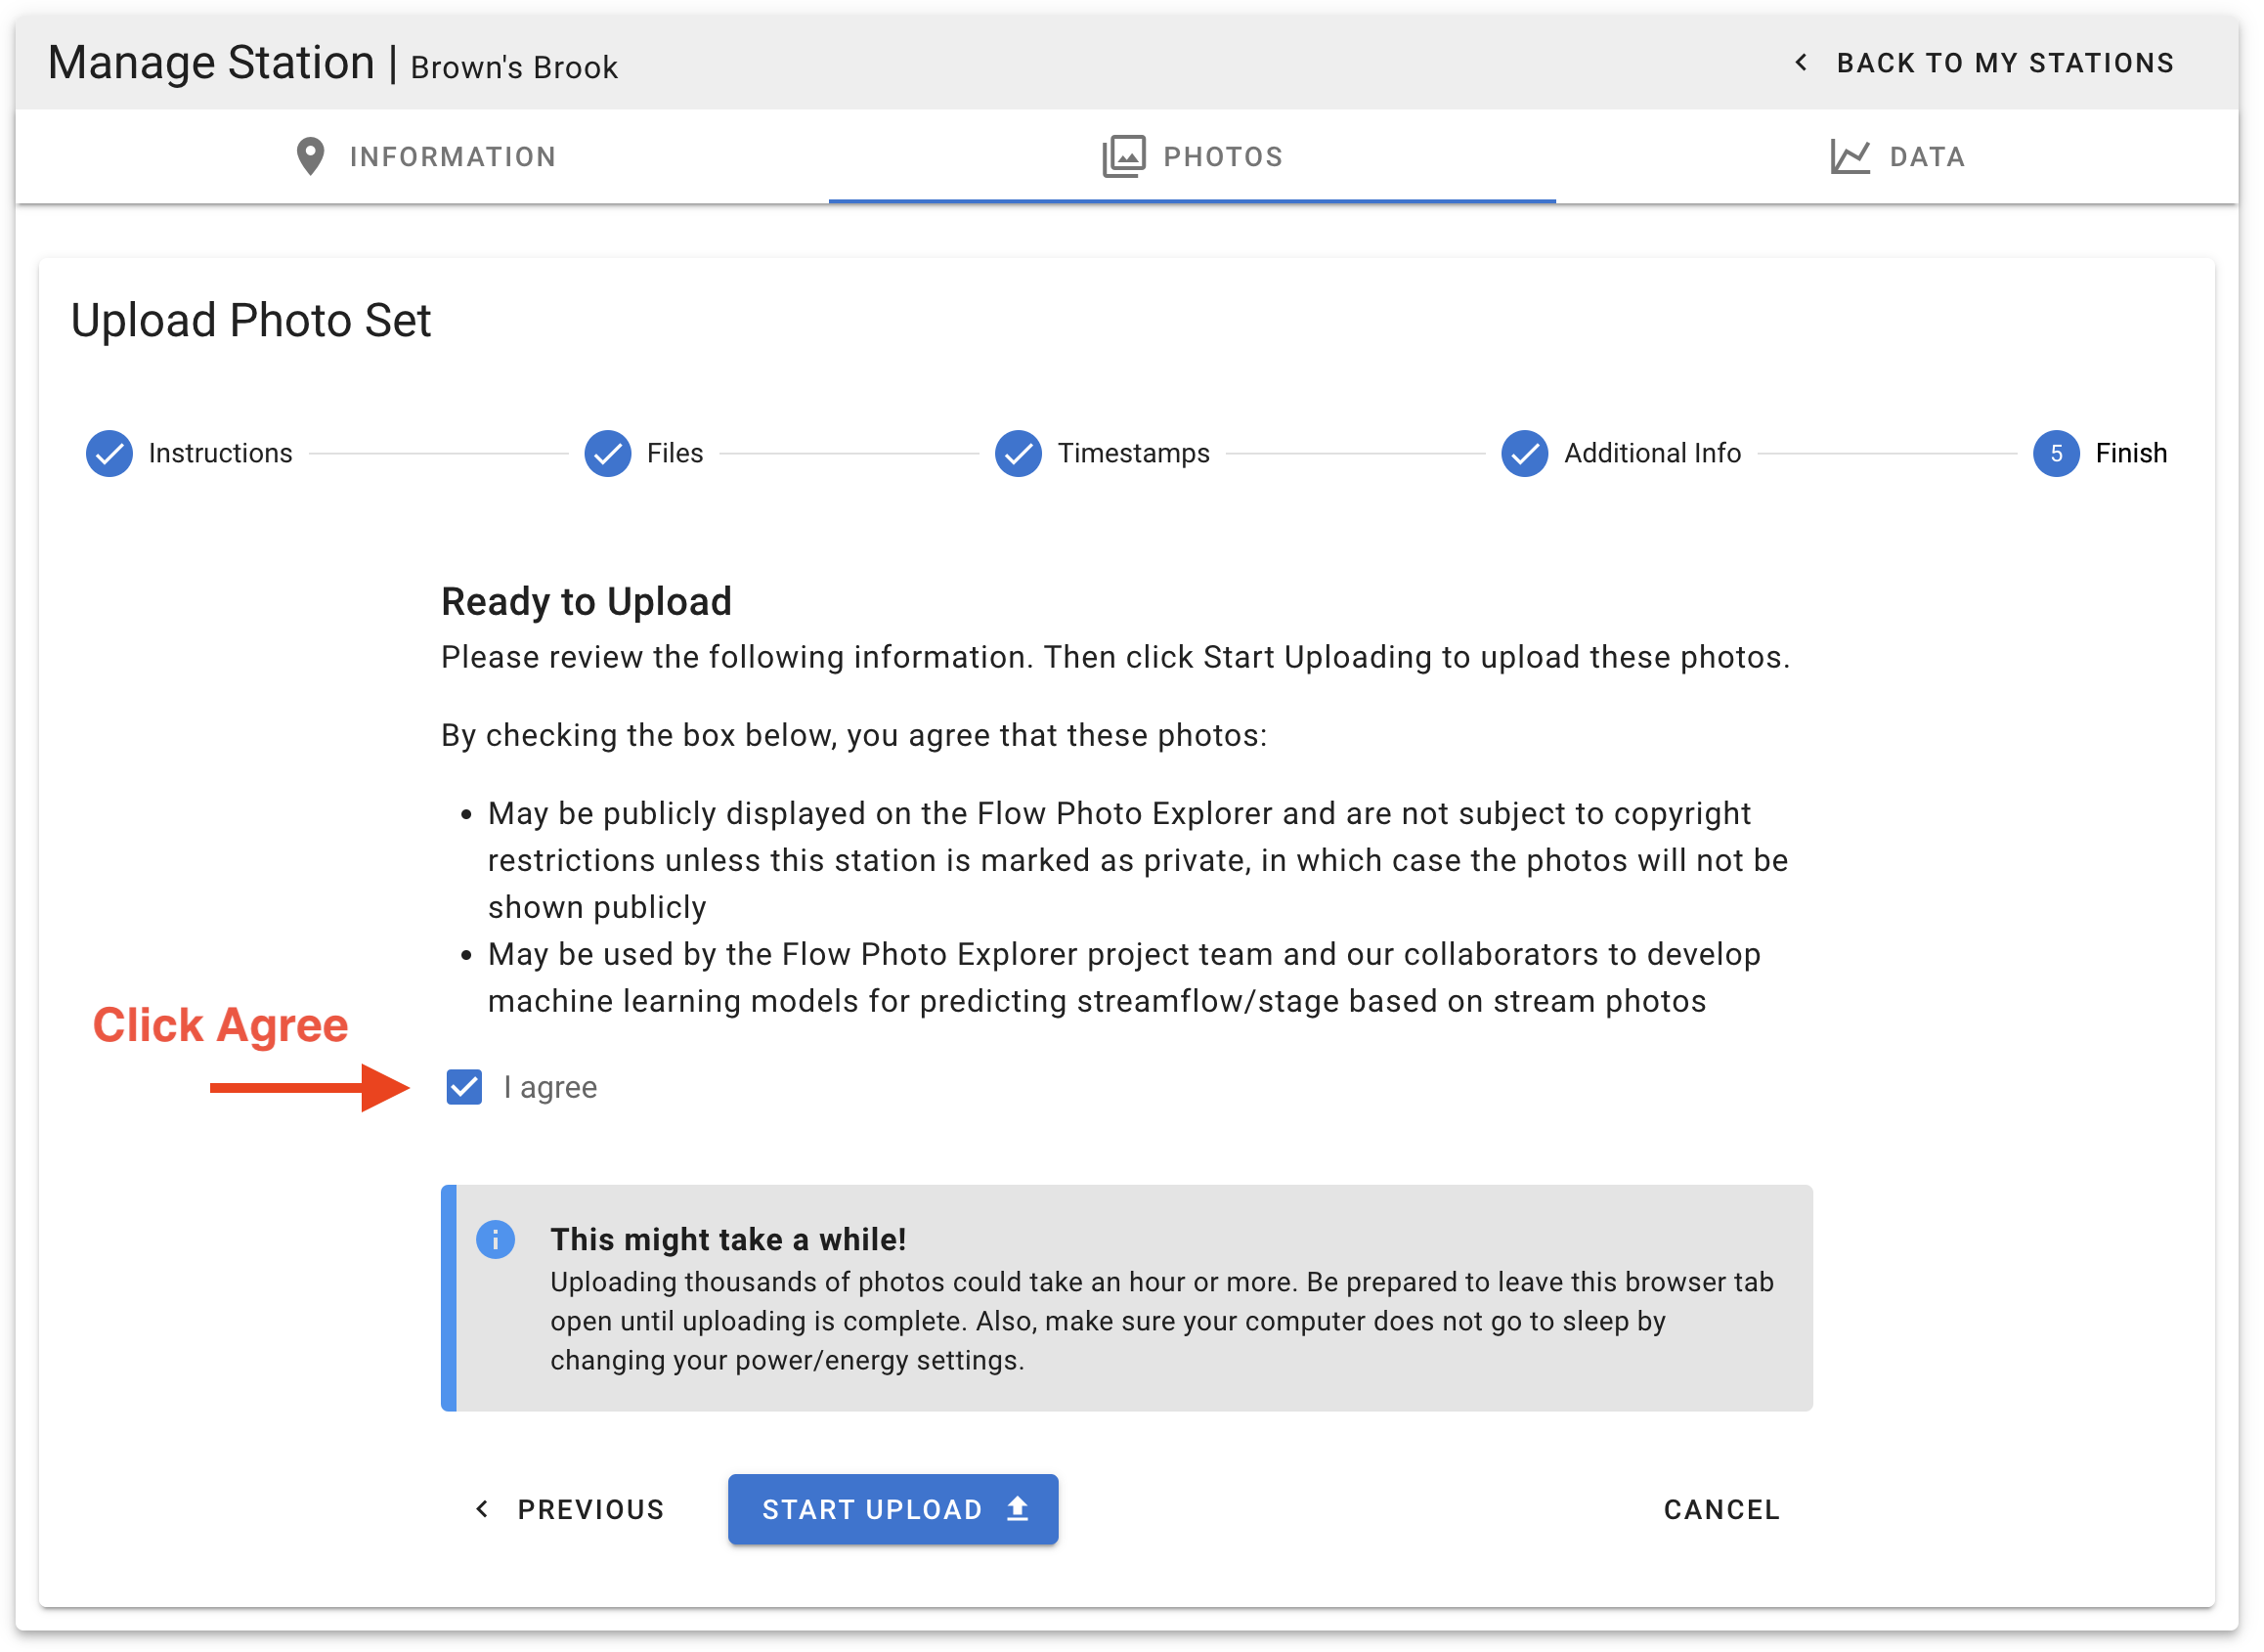 Manage Station | Brown's Brook
BACK TO MY STATIONS
INFORMATION
PHOTOS
DATA
Upload Photo Set
Instructions
Files
Timestamps
Additional Info
5 Finish
Ready to Upload
Please review the following information. Then click Start Uploading to upload these photos.
By checking the box below, you agree that these photos:
• May be publicly displayed on the Flow Photo Explorer and are not subject to copyright
restrictions unless this station is marked as private, in which case the photos will not be
shown publicly
• May be used by the Flow Photo Explorer project team and our collaborators to develop
machine learning models for predicting streamflow/stage based on stream photos
Click Agree
I agree
This might take a while!
Uploading thousands of photos could take an hour or more. Be prepared to leave this browser tab
open until uploading is complete. Also, make sure your computer does not go to sleep by
changing your power/energy settings.
PREVIOUS
START UPLOAD
CANCEL